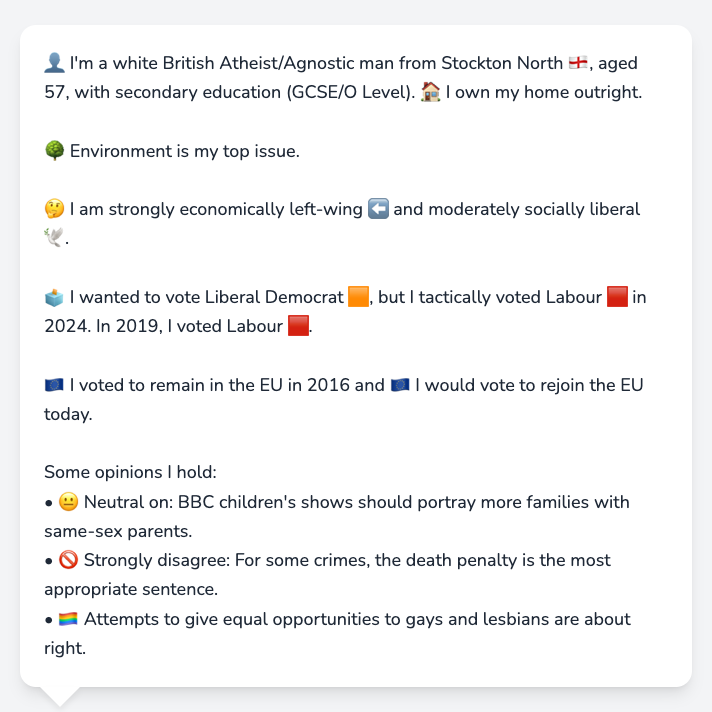 👤 I'm a white British Atheist/Agnostic man from Stockton North 🏴󠁧󠁢󠁥󠁮󠁧󠁿, aged
57, with secondary education (GCSE/O Level). 🏠 I own my home outright.
🌳 Environment is my top issue.
🤔 I am strongly economically left-wing ⬅️ and moderately socially liberal
🕊️.
🗳️ I wanted to vote Liberal Democrat 🟧, but I tactically voted Labour 🟥 in
2024. In 2019, I voted Labour 🟥.
🇪🇺 I voted to remain in the EU in 2016 and 🇪🇺 I would vote to rejoin the EU
today.
Some opinions I hold:
• 😐 Neutral on: BBC children's shows should portray more families with
same-sex parents.
• 🚫 Strongly disagree: For some crimes, the death penalty is the most
appropriate sentence.
• 🏳️‍🌈 Attempts to give equal opportunities to gays and lesbians are about
right.